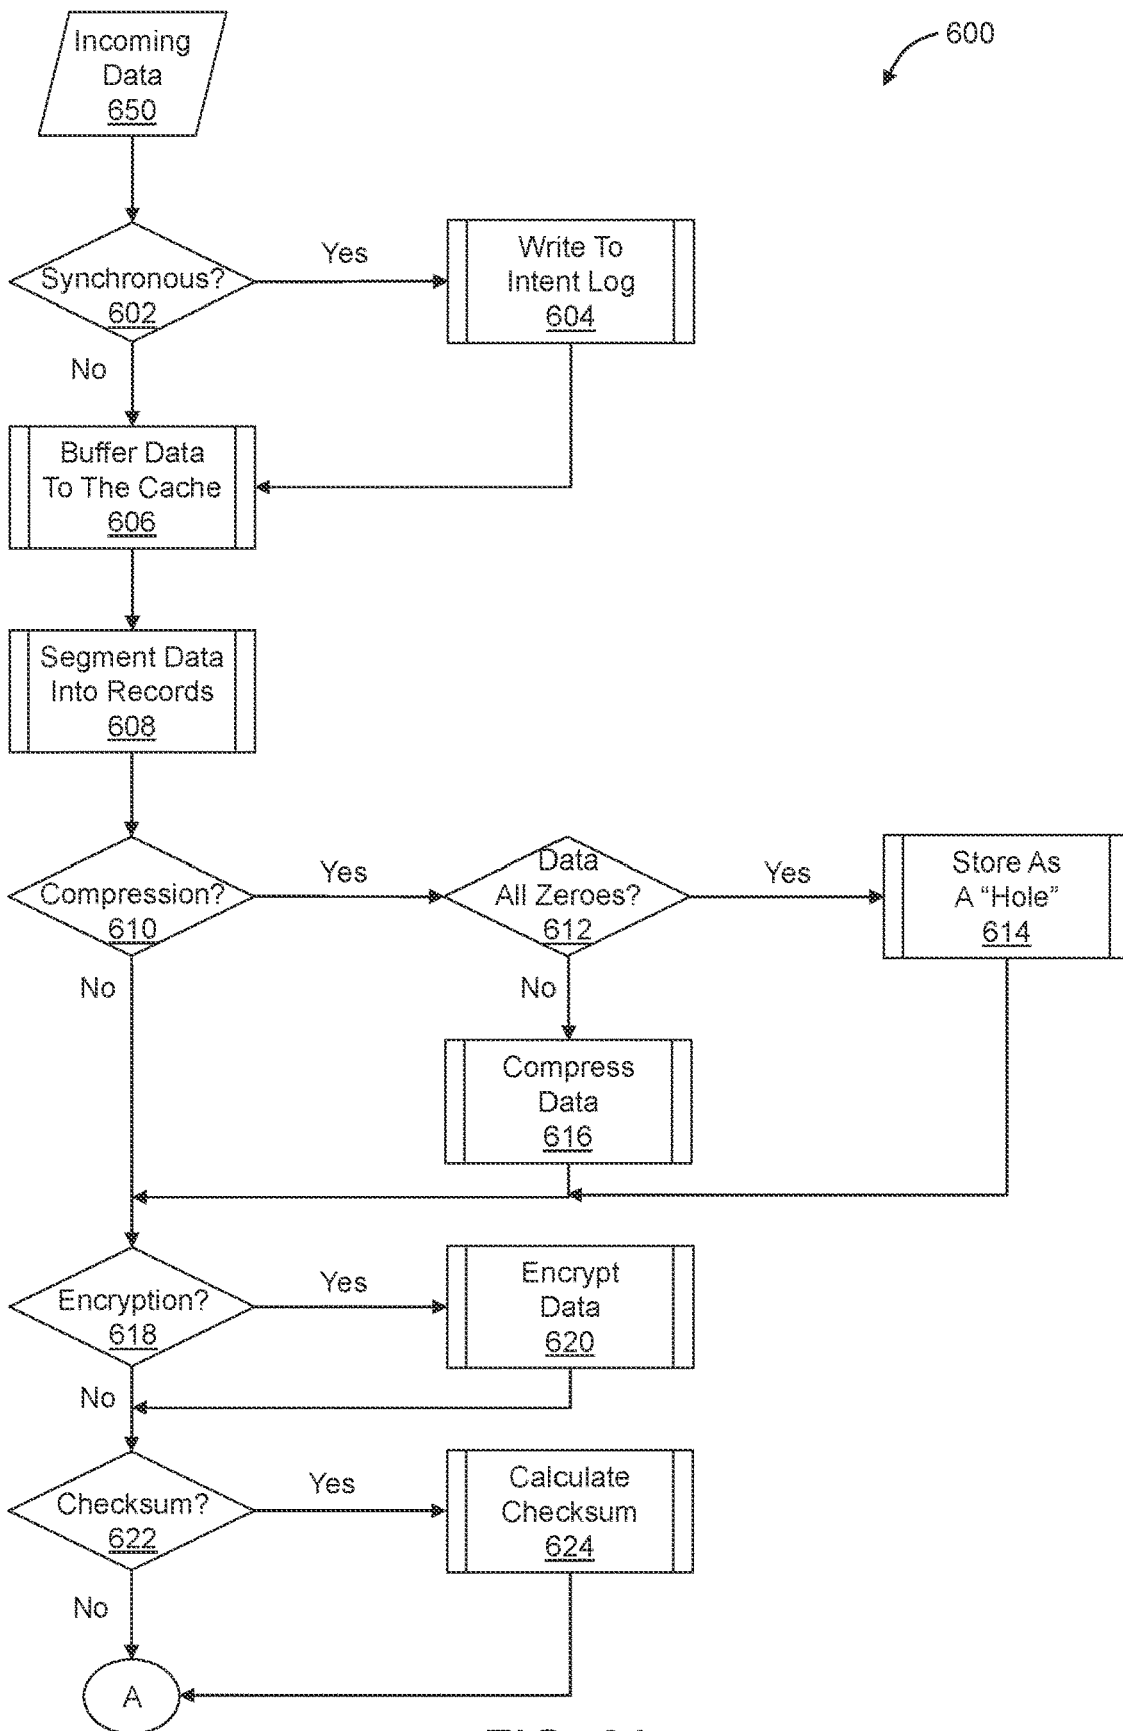 Incoming
Data
650
600
Synchronous?
602
Yes
Write To
Intent Log
604
No
Buffer Data
To The Cache
606
Segment Data
Into Records
608
Compression?
610
Yes
Data
All Zeroes?
612
Yes
Store As
A “Hole”
614
No
No
Compress
Data
616
Encryption?
618
Yes
Encrypt
Data
620
No
Checksum?
622
Yes
Calculate
Checksum
624
No
A